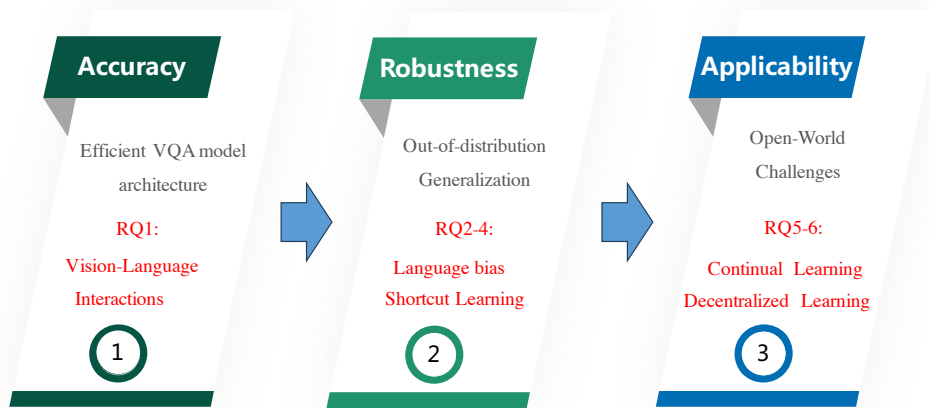 Accuracy
Efficient VQA model
architecture
RQ1:
Vision-Language
Interactions
1
Robustness
Out-of-distribution
Generalization
RQ2-4:
Language bias
Shortcut Learning
2
Applicability
Open-World
Challenges
RQ5-6:
Continual Learning
Decentralized Learning
3